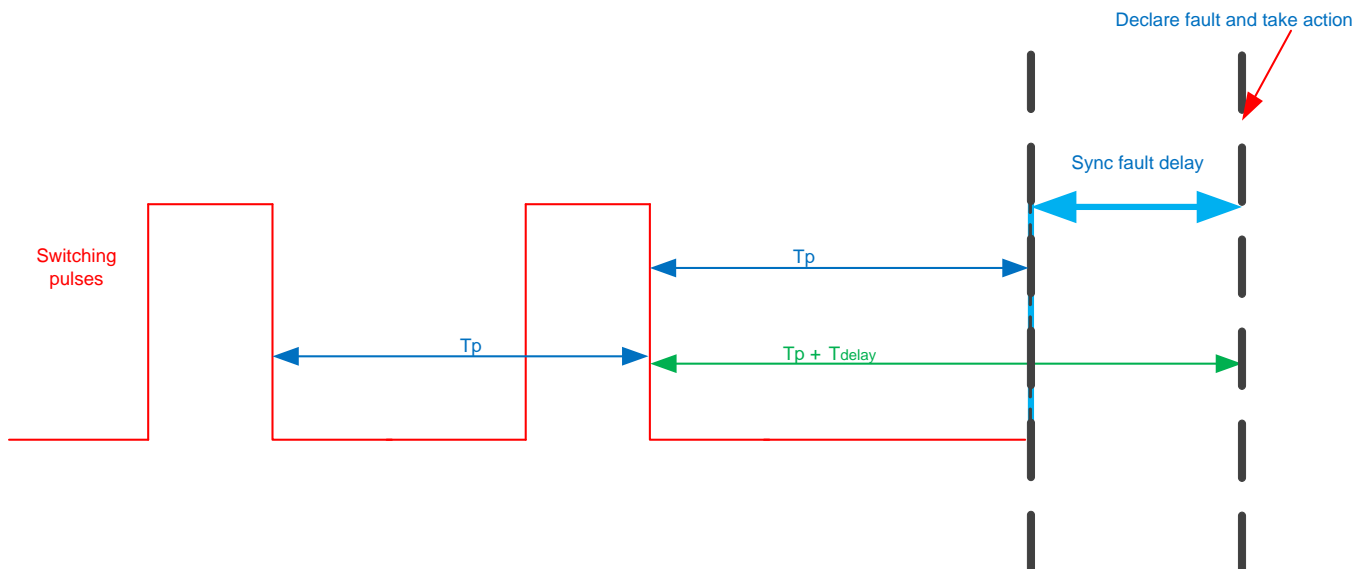 Declare fault and take action
Sync fault delay
Switching
pulses
Tp
Tp
Tp + Tdelay